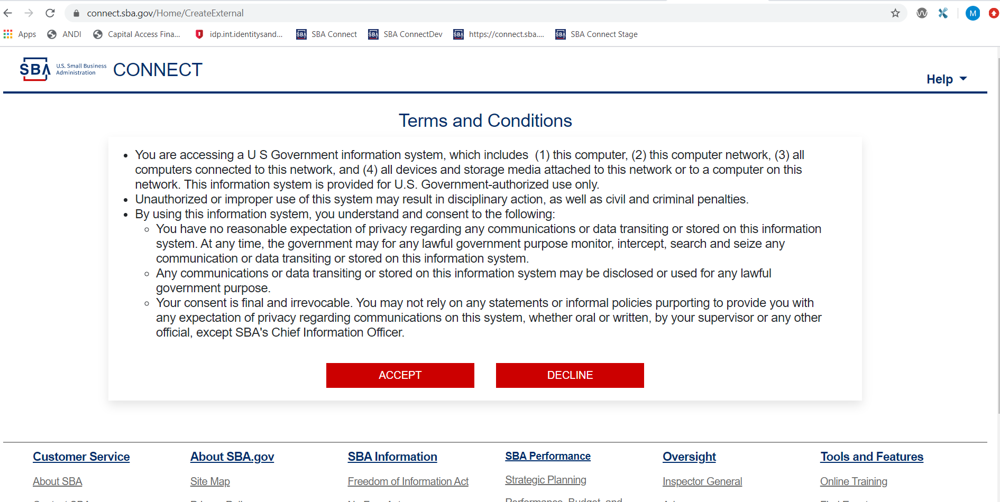 connect.sba.gov/Home/CreateExternal
M
Apps
ANDI
Capital Access Fina...
idp.int.identitysand...
SBA
SBA Connect
SBA
SBA ConnectDev
SBA
https://connect.sba....
SBA
SBA Connect Stage
SBA
U.S. Small Business
Administration
CONNECT
Help
Terms and Conditions
• You are accessing a U S Government information system, which includes (1) this computer, (2) this computer network, (3) all
computers connected to this network, and (4) all devices and storage media attached to this network or to a computer on this
network. This information system is provided for U.S. Government-authorized use only.
• Unauthorized or improper use of this system may result in disciplinary action, as well as civil and criminal penalties.
• By using this information system, you understand and consent to the following:
◦ You have no reasonable expectation of privacy regarding any communications or data transiting or stored on this information
system. At any time, the government may for any lawful government purpose monitor, intercept, search and seize any
communication or data transiting or stored on this information system.
◦ Any communications or data transiting or stored on this information system may be disclosed or used for any lawful
government purpose.
◦ Your consent is final and irrevocable. You may not rely on any statements or informal policies purporting to provide you with
any expectation of privacy regarding communications on this system, whether oral or written, by your supervisor or any other
official, except SBA's Chief Information Officer.
ACCEPT
DECLINE
Customer Service
About SBA.gov
SBA Information
SBA Performance
Oversight
Tools and Features
About SBA
Site Map
Freedom of Information Act
Strategic Planning
Inspector General
Online Training
Performance, Budget, and